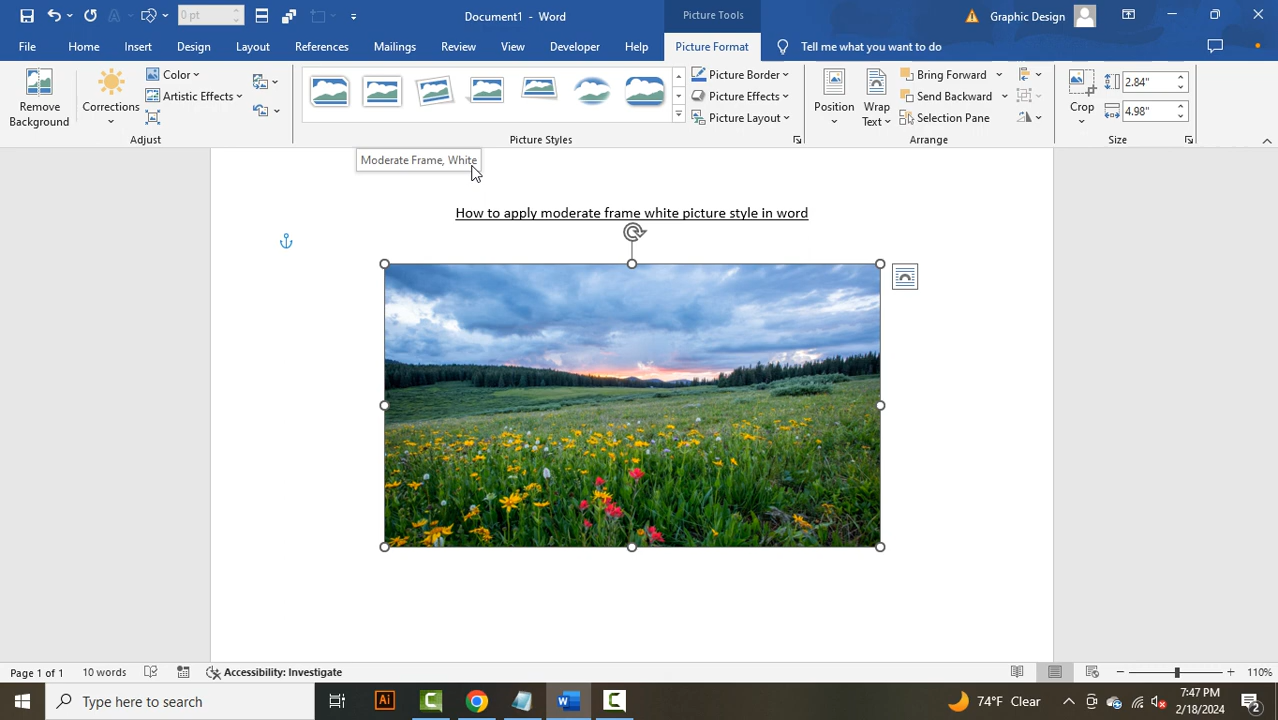 0 pt
Document1 - Word
Picture Tools
Graphic Design
File Home Insert Design Layout References Mailings Review View Developer Help Picture Format Tell me what you want to do
Remove Background
Corrections
Color
Artistic Effects
Adjust
Picture Styles
Picture Border
Picture Effects
Picture Layout
Position
Wrap Text
Bring Forward
Send Backward
Selection Pane
Arrange
Crop
2.84"
4.98"
Size
Moderate Frame, White
How to apply moderate frame white picture style in word
Page 1 of 1 10 words Accessibility: Investigate 110%
Type here to search
Ai
74°F Clear
7:47 PM
2/18/2024
2